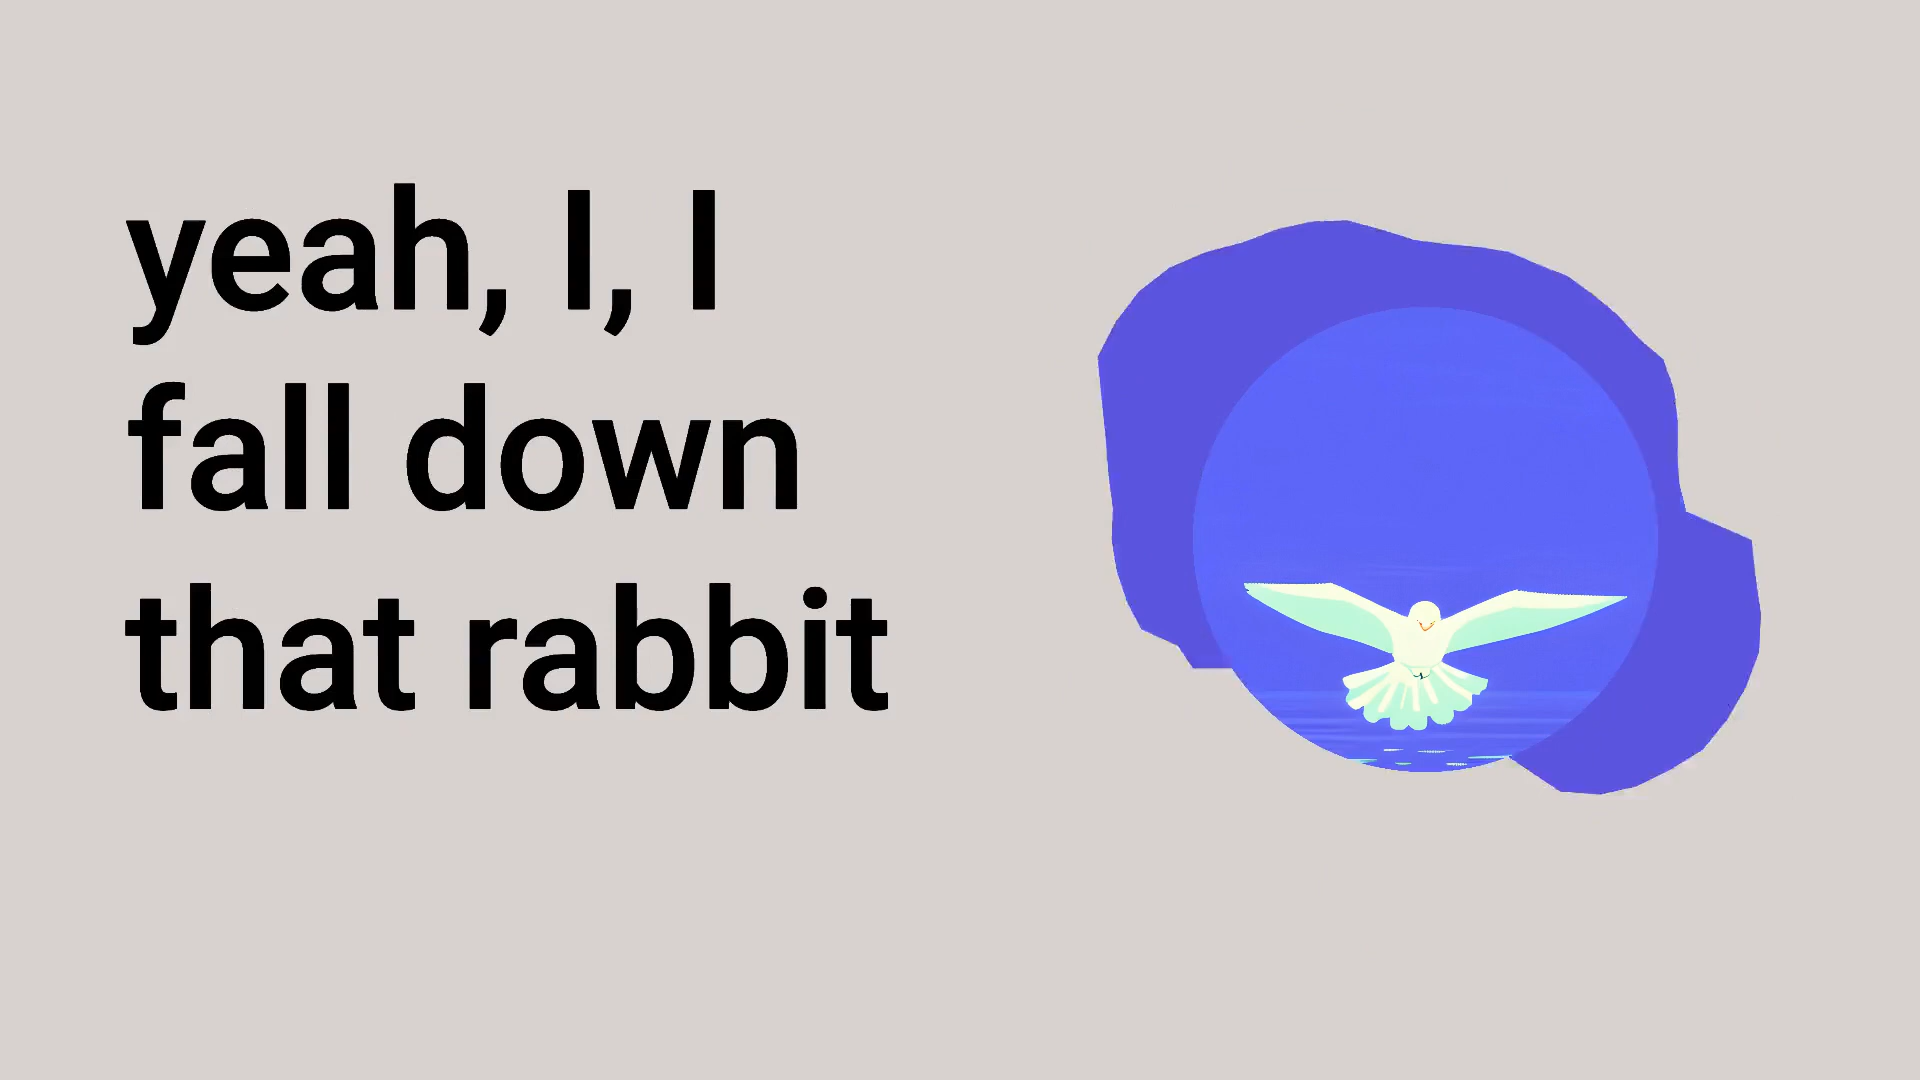 yeah, I, I
fall down
that rabbit